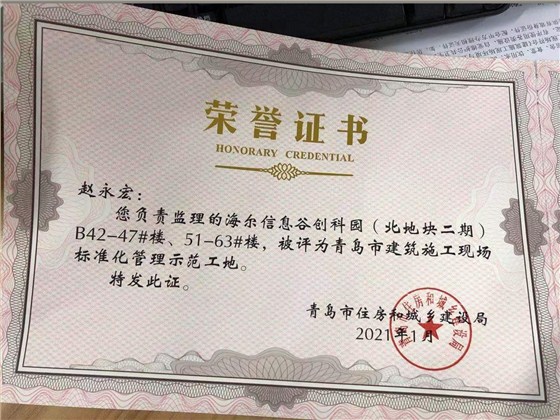 荣誉证书
HONORARY CREDENTIAL
赵永宏：
您负责监理的海尔信息谷创科园（北地块二期）
B42-47#楼、51-63#楼，被评为青岛市建筑施工现场
标准化管理示范工地。
特发此证。
青岛市住房和城乡建设局
2021年1月